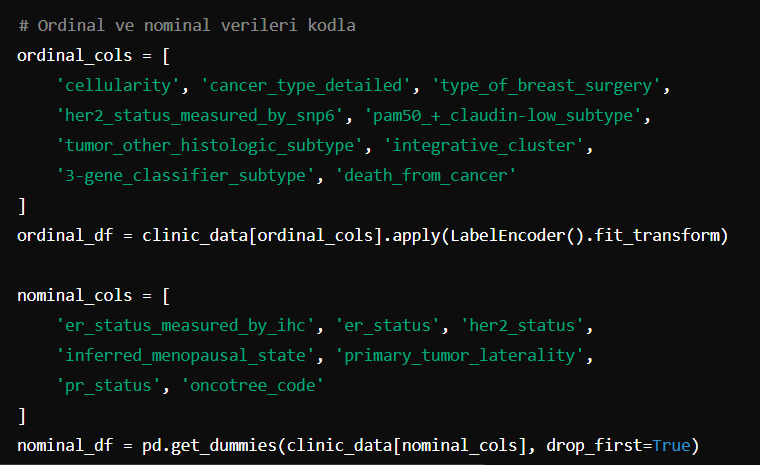 # Ordinal ve nominal verileri kodla
ordinal_cols = [
    'cellularity', 'cancer_type_detailed', 'type_of_breast_surgery',
    'her2_status_measured_by_snp6', 'pam50_+_claudin-low_subtype',
    'tumor_other_histologic_subtype', 'integrative_cluster',
    '3-gene_classifier_subtype', 'death_from_cancer'
]
ordinal_df = clinic_data[ordinal_cols].apply(LabelEncoder().fit_transform)

nominal_cols = [
    'er_status_measured_by_ihc', 'er_status', 'her2_status',
    'inferred_menopausal_state', 'primary_tumor_laterality',
    'pr_status', 'oncotree_code'
]
nominal_df = pd.get_dummies(clinic_data[nominal_cols], drop_first=True)